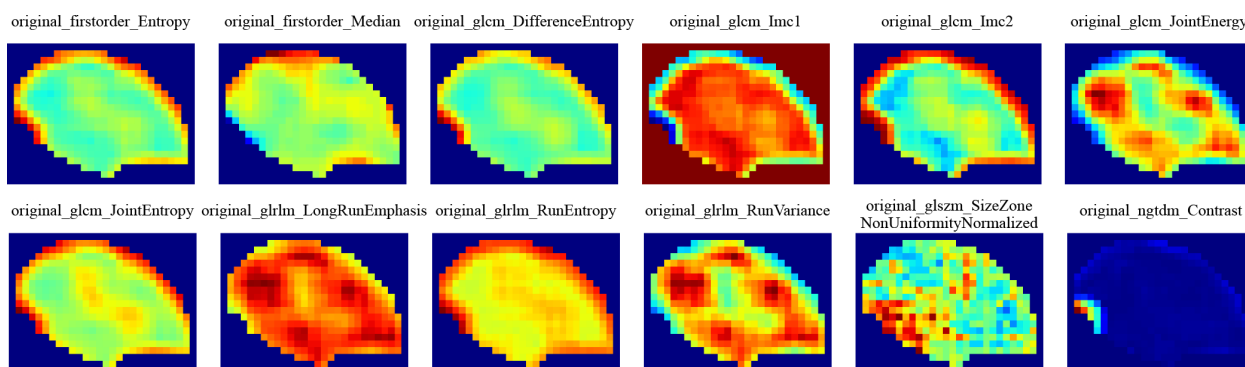 original_firstorder_Entropy
original_firstorder_Median
original_glcm_DifferenceEntropy
original_glcm_Imc1
original_glcm_Imc2
original_glcm_JointEnergy
original_glcm_JointEntropy
original_glrlm_LongRunEmphasis
original_glrlm_RunEntropy
original_glrlm_RunVariance
original_glszm_SizeZone
NonUniformityNormalized
original_ngtdm_Contrast